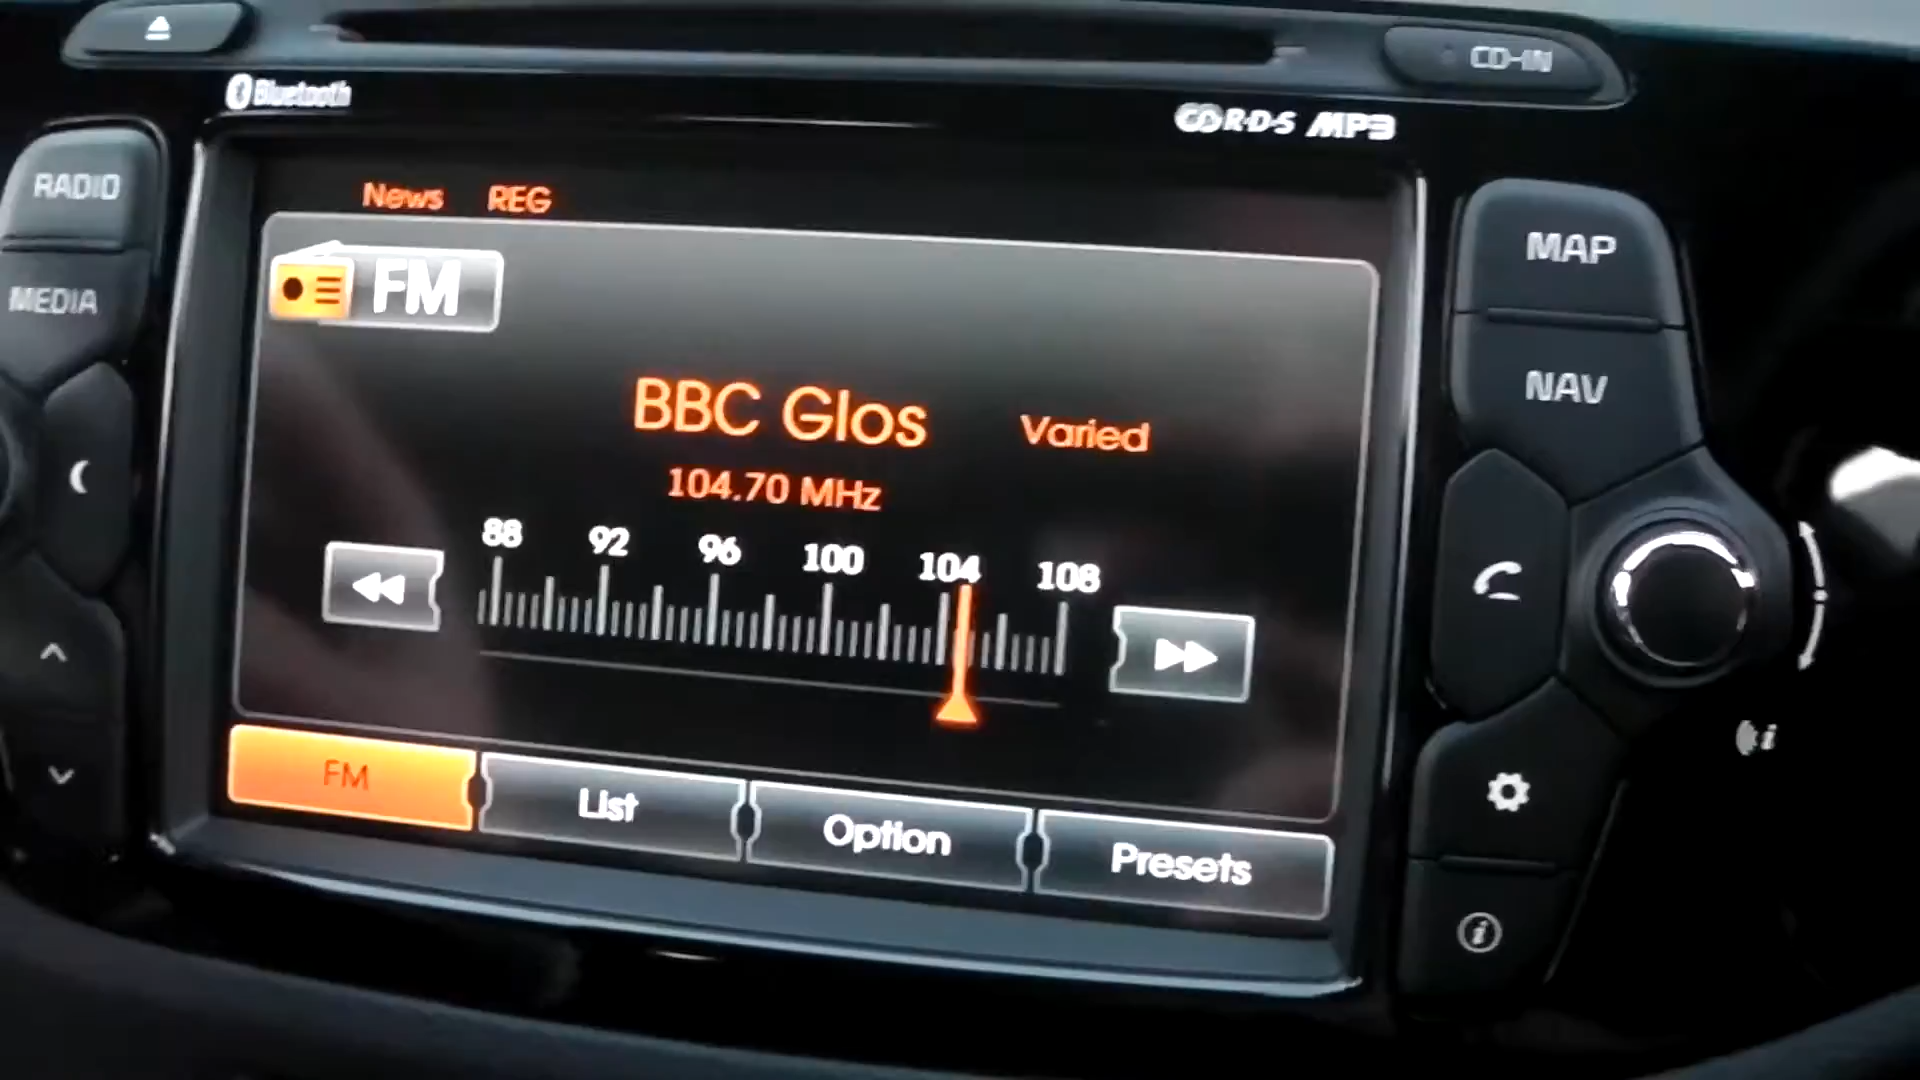 CD-IN
Bluetooth
RDS MP3
RADIO
MEDIA
News REG
FM
BBC Glos Varied
104.70 MHz
88 92 96 100 104 108
FM List Option Presets
MAP
NAV
i
i